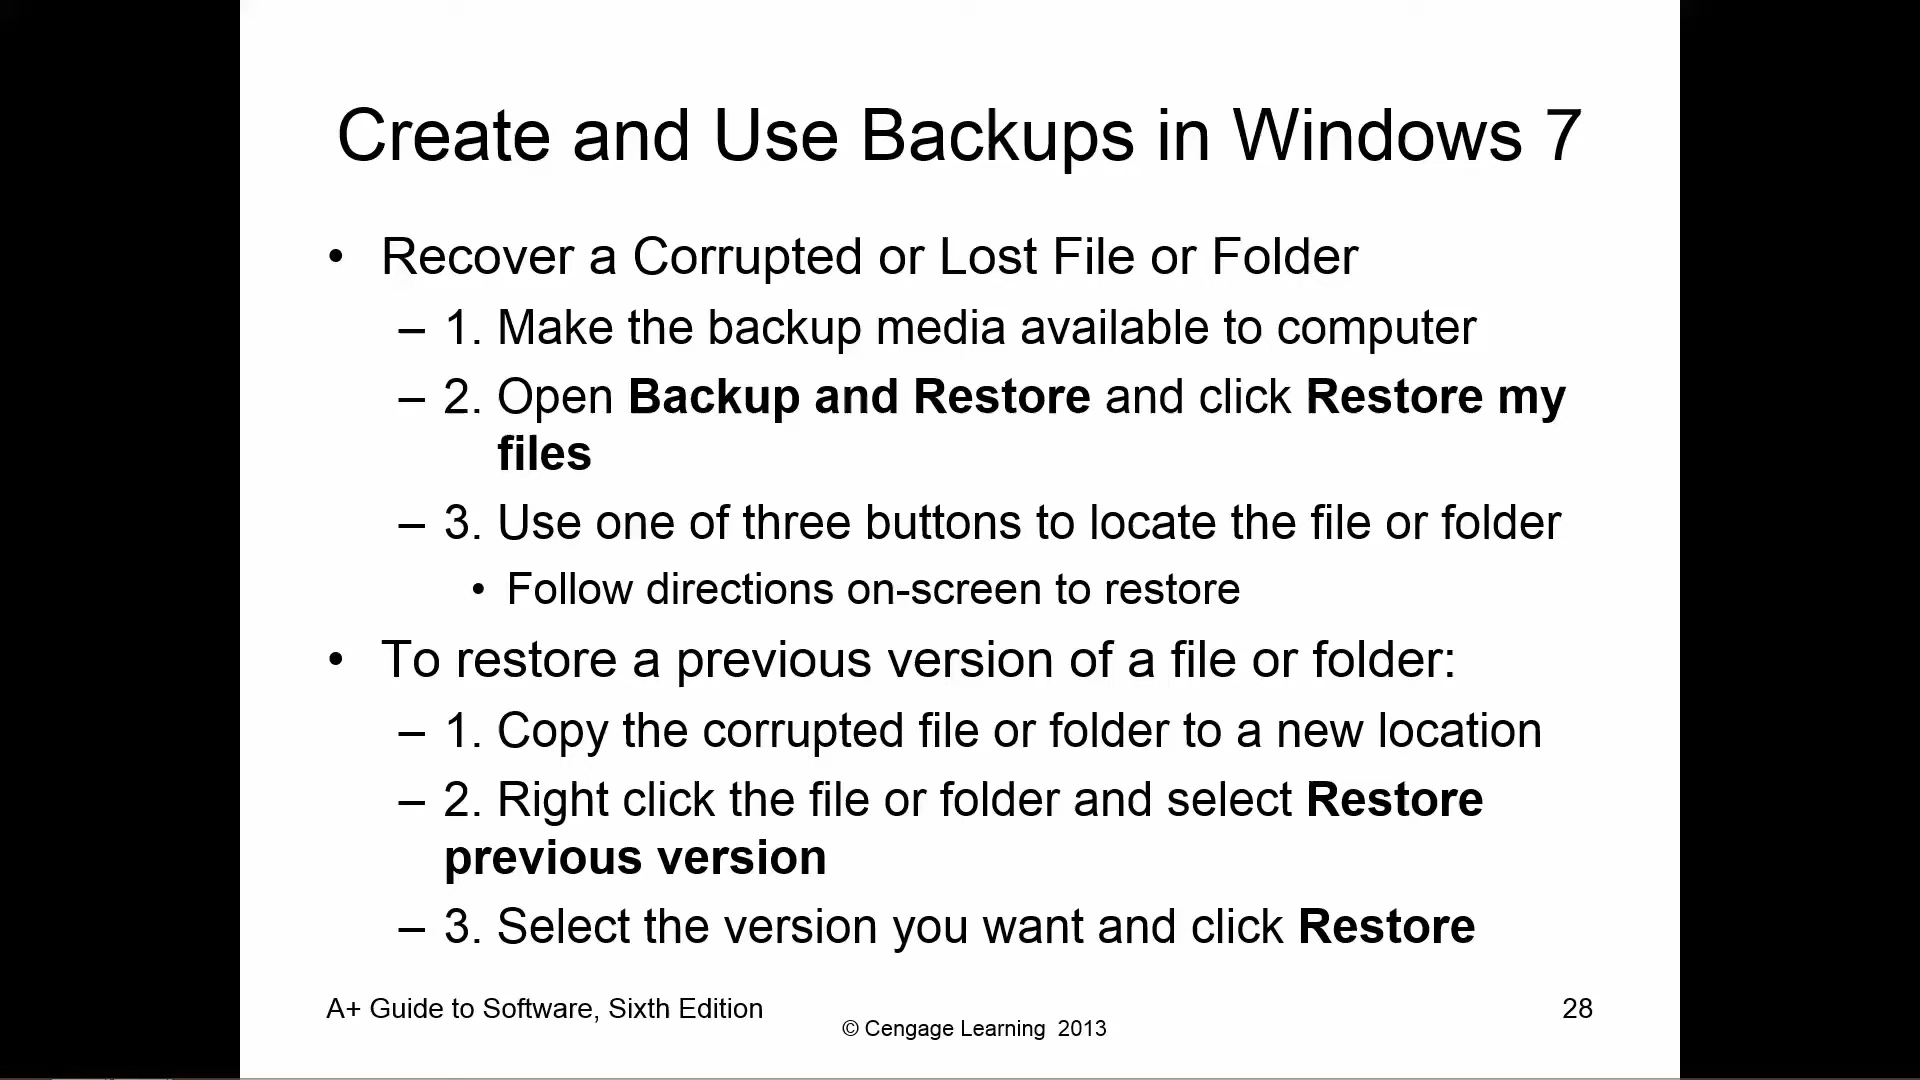 Create and Use Backups in Windows 7
• Recover a Corrupted or Lost File or Folder
– 1. Make the backup media available to computer
– 2. Open Backup and Restore and click Restore my
files
– 3. Use one of three buttons to locate the file or folder
• Follow directions on-screen to restore
• To restore a previous version of a file or folder:
– 1. Copy the corrupted file or folder to a new location
– 2. Right click the file or folder and select Restore
previous version
– 3. Select the version you want and click Restore
A+ Guide to Software, Sixth Edition
© Cengage Learning 2013
28